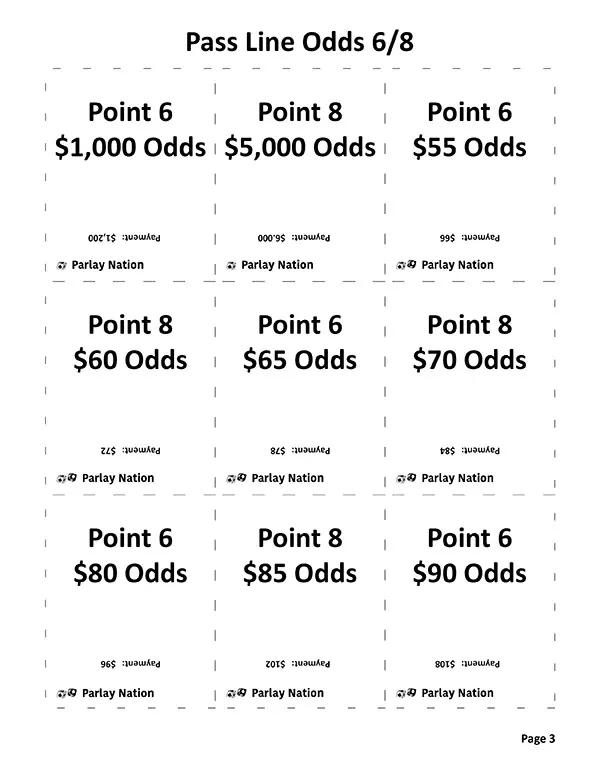 Pass Line Odds 6/8
Point 6
$1,000 Odds
Payment: $1,200
Parlay Nation
Point 8
$5,000 Odds
Payment: $6.000
Parlay Nation
Point 6
$55 Odds
Payment: $66
Parlay Nation
Point 8
$60 Odds
Payment: $72
Parlay Nation
Point 6
$65 Odds
Payment: $78
Parlay Nation
Point 8
$70 Odds
Payment: $84
Parlay Nation
Point 6
$80 Odds
Payment: $96
Parlay Nation
Point 8
$85 Odds
Payment: $102
Parlay Nation
Point 6
$90 Odds
Payment: $108
Parlay Nation
Page 3